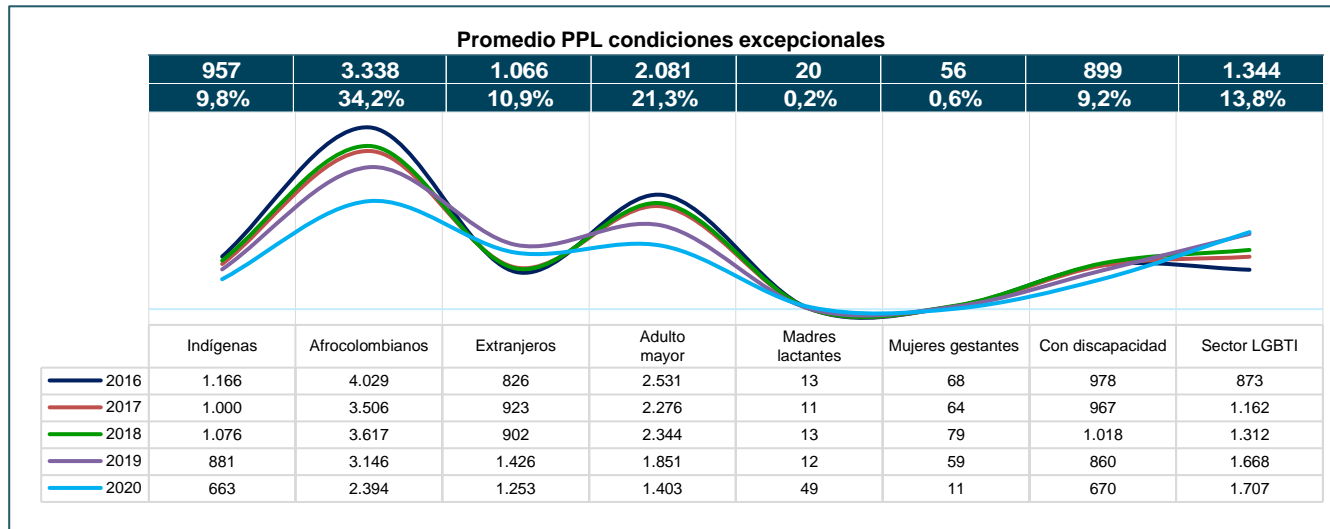 Promedio PPL condiciones excepcionales
957 3.338 1.066 2.081 20 56 899 1.344
9,8% 34,2% 10,9% 21,3% 0,2% 0,6% 9,2% 13,8%
Indígenas Afrocolombianos Extranjeros Adulto mayor Madres lactantes Mujeres gestantes Con discapacidad Sector LGBTI
2016 1.166 4.029 826 2.531 13 68 978 873
2017 1.000 3.506 923 2.276 11 64 967 1.162
2018 1.076 3.617 902 2.344 13 79 1.018 1.312
2019 881 3.146 1.426 1.851 12 59 860 1.668
2020 663 2.394 1.253 1.403 49 11 670 1.707